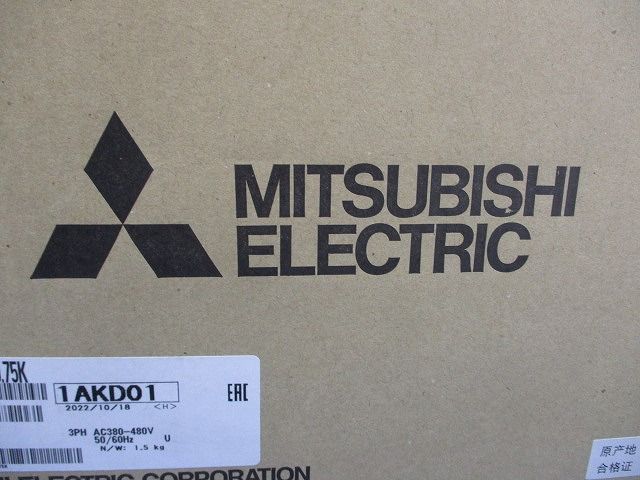 MITSUBISHI
ELECTRIC
.75K
1AKD01
2022/10/18 <H>
EAC
3PH AC380-480V
50/60Hz U
N/W: 1.5 kg
ELECTRIC CORPORATION
原产地
合格证